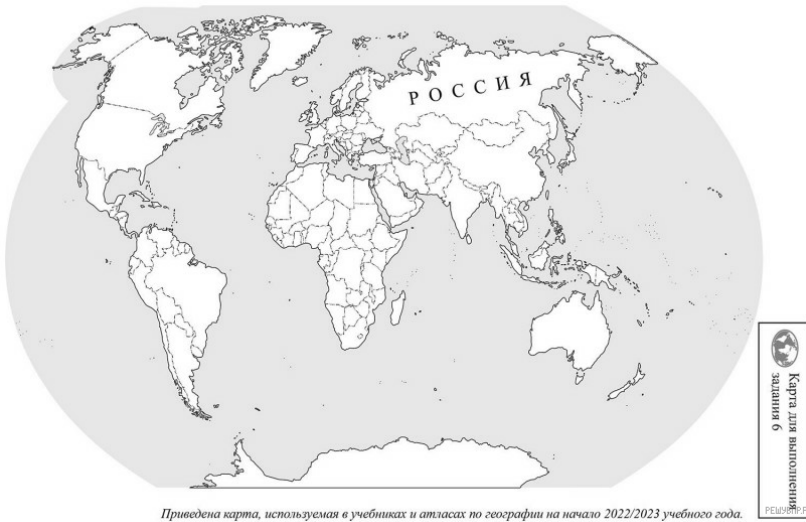 РОССИЯ
Карта для выполнения
задания 6
Приведена карта, используемая в учебниках и атласах по географии на начало 2022/2023 учебного года.